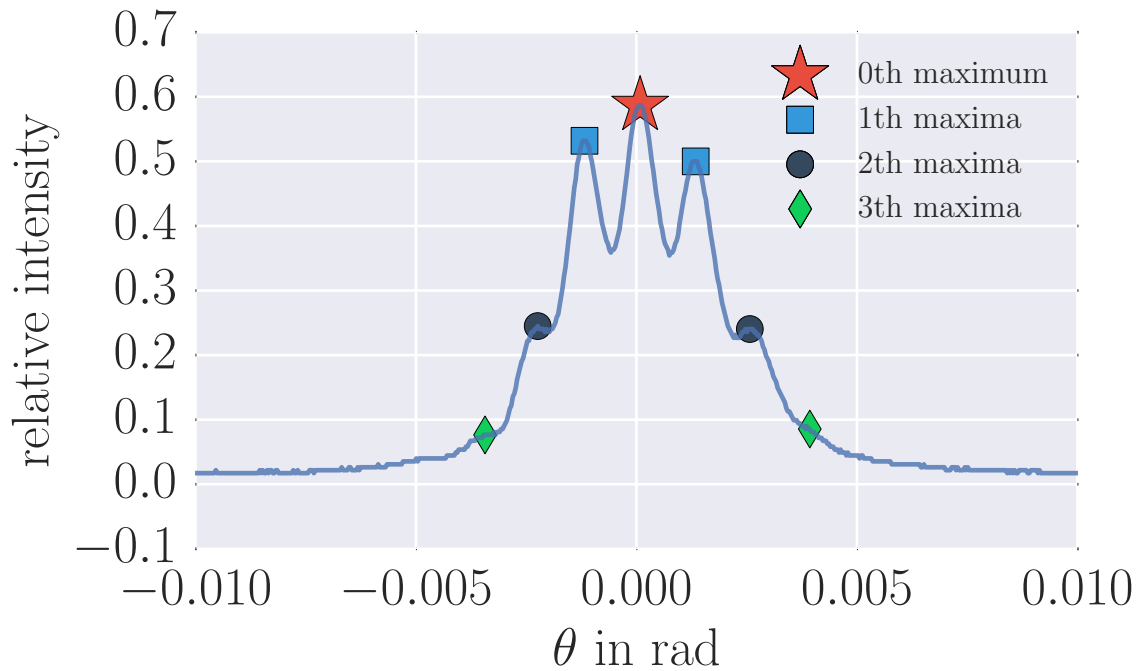 relative intensity
0.7
0.6
0.5
0.4
0.3
0.2
0.1
0.0
−0.1
0th maximum
1th maxima
2th maxima
3th maxima
−0.010 −0.005 0.000 0.005 0.010
θ in rad